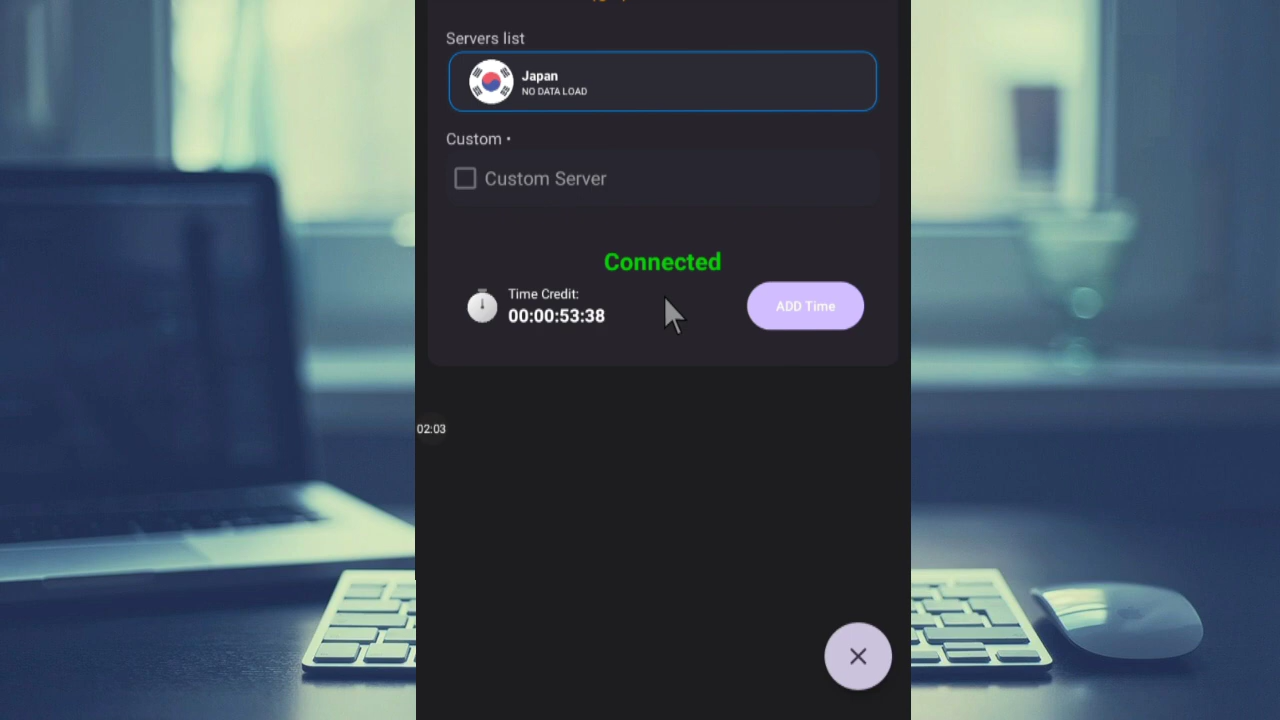 Servers list
Japan
NO DATA LOAD
Custom •
Custom Server
Connected
Time Credit:
00:00:53:38
ADD Time
02:03